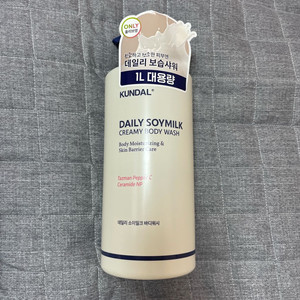 ONLY
데일리 보습샤워
1L 대용량
KUNDAL
DAILY SOYMILK
CREAMY BODY WASH
Body Moisturizing &
Skin Barrier Care
데일리 소이밀크 바디워시